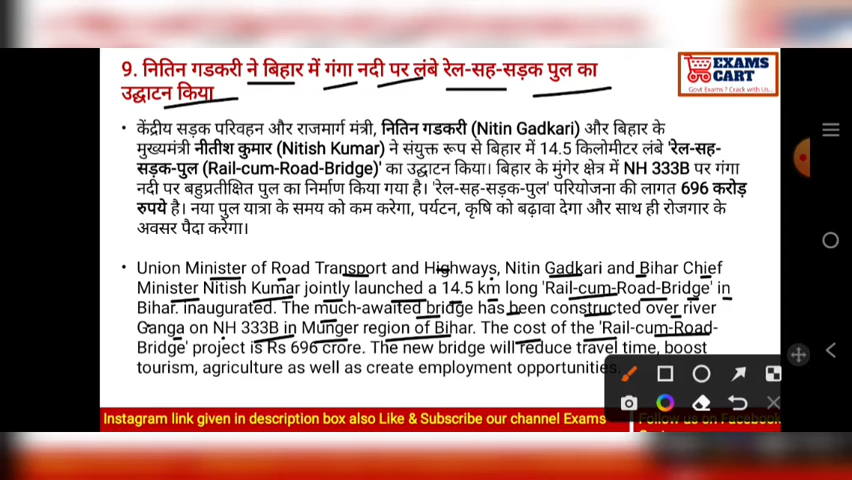 9. नितिन गडकरी ने बिहार में गंगा नदी पर लंबे रेल-सह-सड़क पुल का
उद्घाटन किया
EXAMS
CART
Govt Exams? Crack with Us..
• केंद्रीय सड़क परिवहन और राजमार्ग मंत्री, नितिन गडकरी (Nitin Gadkari) और बिहार के
मुख्यमंत्री नीतीश कुमार (Nitish Kumar) ने संयुक्त रूप से बिहार में 14.5 किलोमीटर लंबे 'रेल-सह-
सड़क-पुल (Rail-cum-Road-Bridge)' का उद्घाटन किया। बिहार के मुंगेर क्षेत्र में NH 333B पर गंगा
नदी पर बहुप्रतीक्षित पुल का निर्माण किया गया है। 'रेल-सह-सड़क-पुल' परियोजना की लागत 696 करोड़
रुपये है। नया पुल यात्रा के समय को कम करेगा, पर्यटन, कृषि को बढ़ावा देगा और साथ ही रोजगार के
अवसर पैदा करेगा।
• Union Minister of Road Transport and Highways, Nitin Gadkari and Bihar Chief
Minister Nitish Kumar jointly launched a 14.5 km long 'Rail-cum-Road-Bridge' in
Bihar. inaugurated. The much-awaited bridge has been constructed over river
Ganga on NH 333B in Munger region of Bihar. The cost of the 'Rail-cum-Road-
Bridge' project is Rs 696 crore. The new bridge will reduce travel time, boost
tourism, agriculture as well as create employment opportunities.
Instagram link given in description box also Like & Subscribe our channel Exams
Follow us on Facebook